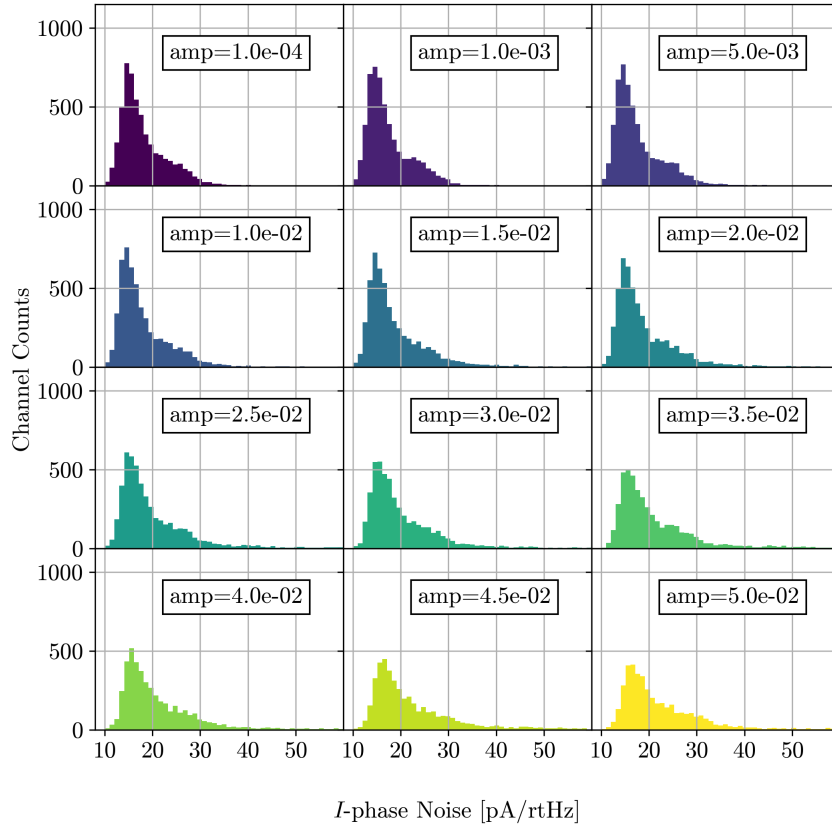 1000
500
0
amp=1.0e-04
amp=1.0e-03
amp=5.0e-03
1000
500
0
amp=1.0e-02
amp=1.5e-02
amp=2.0e-02
Channel Counts
1000
500
0
amp=2.5e-02
amp=3.0e-02
amp=3.5e-02
1000
500
0
amp=4.0e-02
amp=4.5e-02
amp=5.0e-02
10 20 30 40 50 10 20 30 40 50 10 20 30 40 50
I-phase Noise [pA/rtHz]